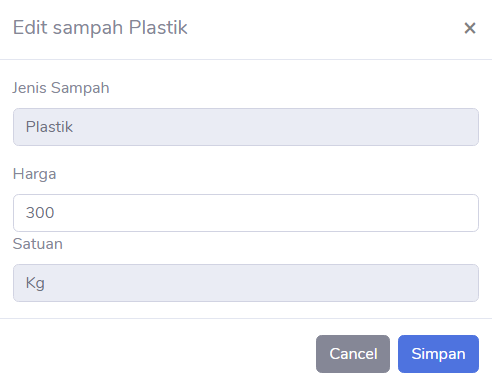 Edit sampah Plastik ×
Jenis Sampah
Plastik
Harga
300
Satuan
Kg
Cancel Simpan